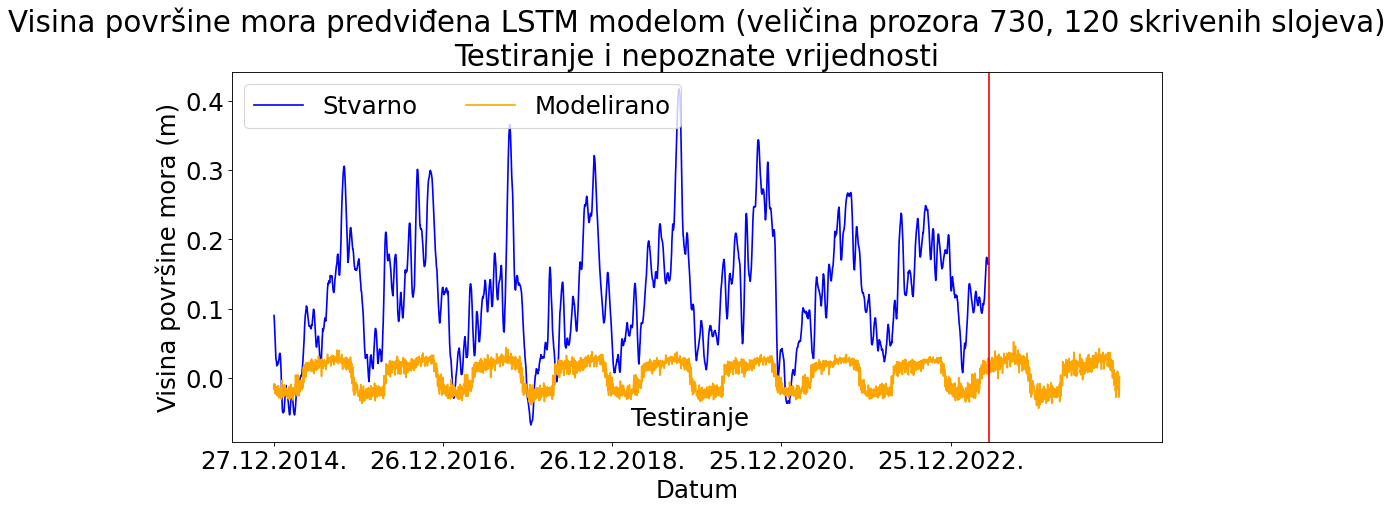 Visina površine mora predviđena LSTM modelom (veličina prozora 730, 120 skrivenih slojeva)
Testiranje i nepoznate vrijednosti
Stvarno Modelirano
Visina površine mora (m)
0.4
0.3
0.2
0.1
0.0
Testiranje
27.12.2014. 26.12.2016. 26.12.2018. 25.12.2020. 25.12.2022.
Datum